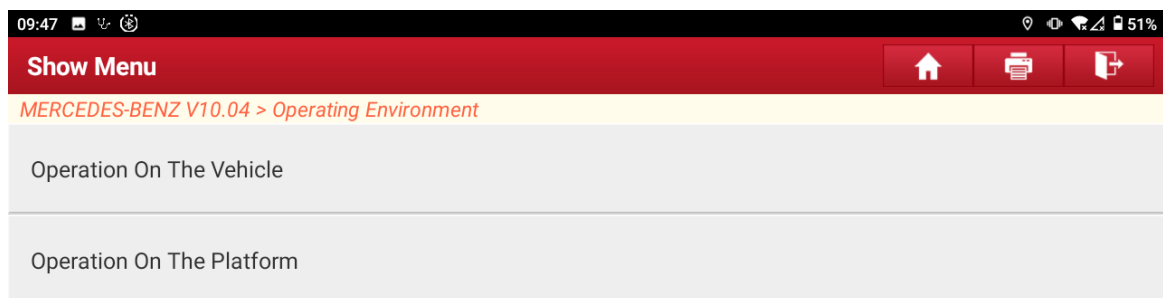 09:47 51%
Show Menu
MERCEDES-BENZ V10.04 > Operating Environment
Operation On The Vehicle
Operation On The Platform